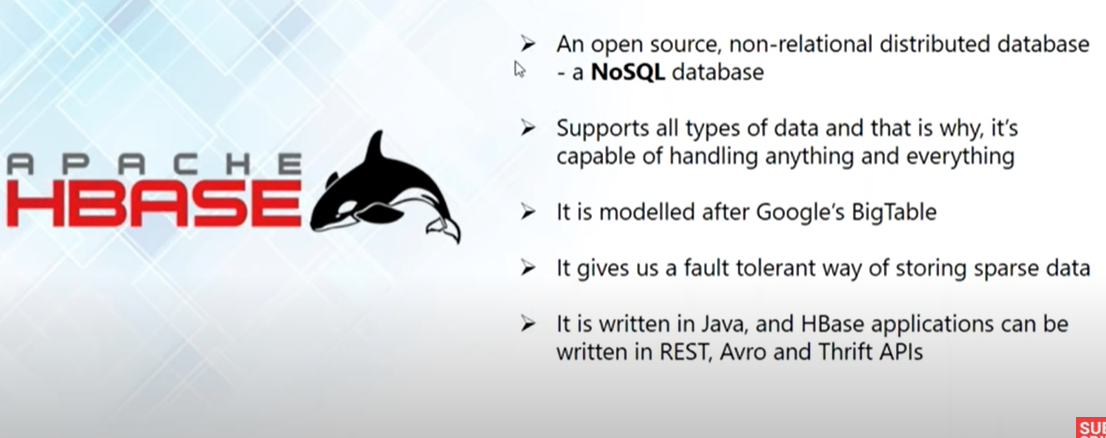 APACHE
HBASE
➢ An open source, non-relational distributed database
- a NoSQL database
➢ Supports all types of data and that is why, it's
capable of handling anything and everything
➢ It is modelled after Google's BigTable
➢ It gives us a fault tolerant way of storing sparse data
➢ It is written in Java, and HBase applications can be
written in REST, Avro and Thrift APIs
SUB